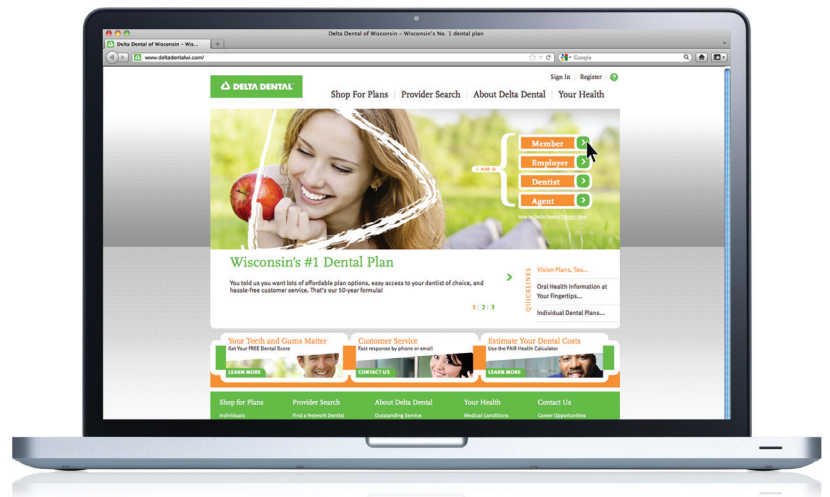 Delta Dental of Wisconsin – Wisconsin's No. 1 dental plan
Delta Dental of Wisconsin – Wis...
www.deltadentalwi.com/
Google
Sign In | Register | ?
DELTA DENTAL
Shop For Plans | Provider Search | About Delta Dental | Your Health
I AM A
Member
Employer
Dentist
Agent
New to Delta Dental? Enroll Now
Wisconsin's #1 Dental Plan
You told us you want lots of affordable plan options, easy access to your dentist of choice, and
hassle-free customer service. That's our 50-year formula!
1 | 2 | 3
QUICKLINKS
Vision Plans, Too...
Oral Health Information at
Your Fingertips...
Individual Dental Plans...
Your Teeth and Gums Matter
Get Your FREE Dental Score
LEARN MORE
Customer Service
Fast response by phone or email
CONTACT US
Estimate Your Dental Costs
Use the FAIR Health Calculator
LEARN MORE
Shop for Plans
Provider Search
About Delta Dental
Your Health
Contact Us
Individuals
Find a Network Dentist
Outstanding Service
Medical Conditions
Career Opportunities